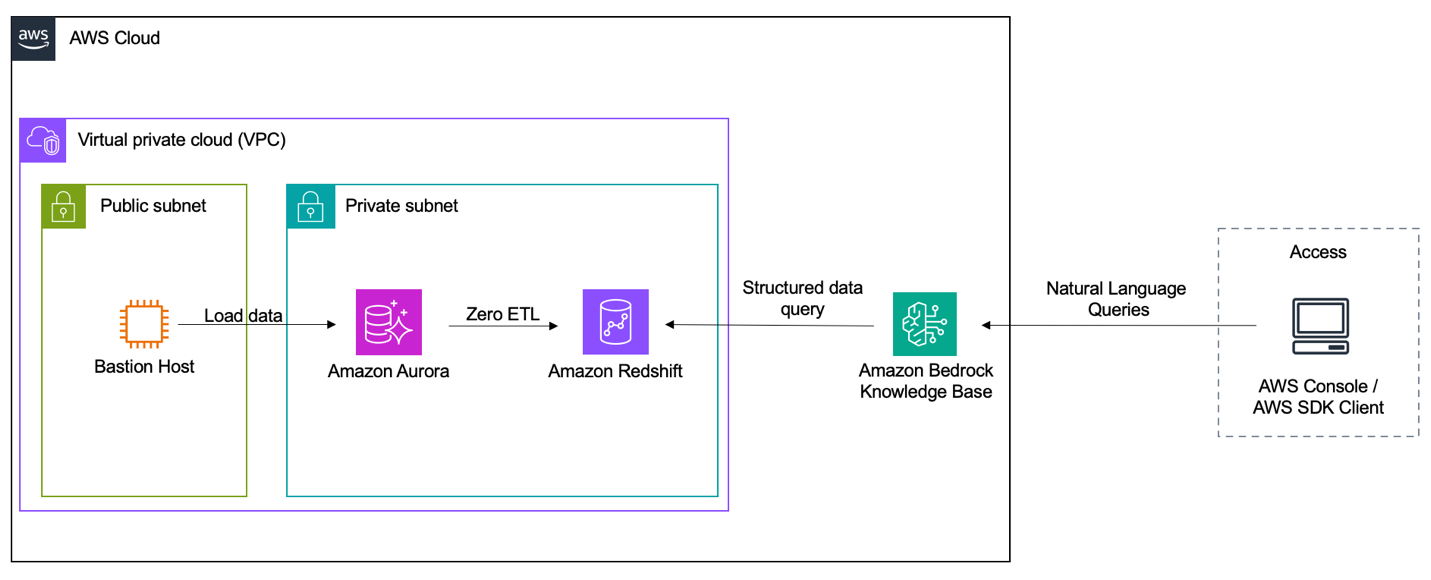 aws
AWS Cloud
Virtual private cloud (VPC)
Public subnet
Private subnet
Bastion Host
Load data
Amazon Aurora
Zero ETL
Amazon Redshift
Structured data
query
Amazon Bedrock
Knowledge Base
Natural Language
Queries
Access
AWS Console /
AWS SDK Client